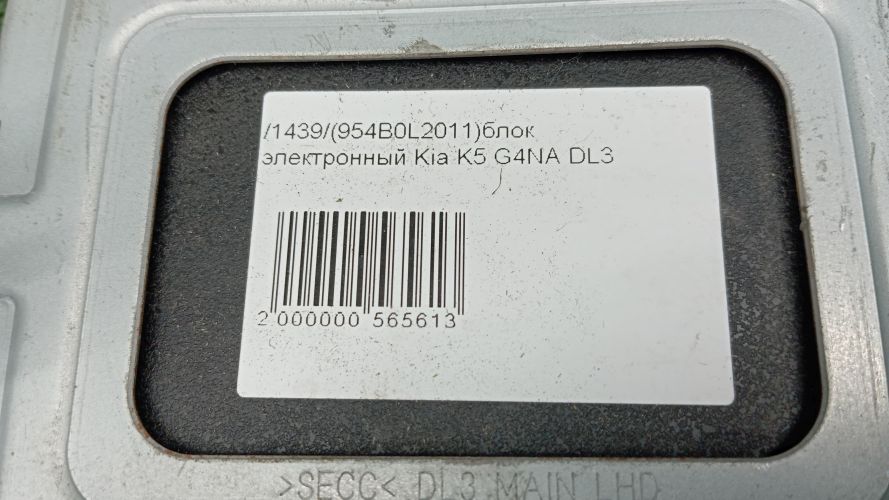 /1439/(954B0L2011)блок
электронный Kia K5 G4NA DL3
2 000000 565613
>SECC< DL3 MAIN LHD